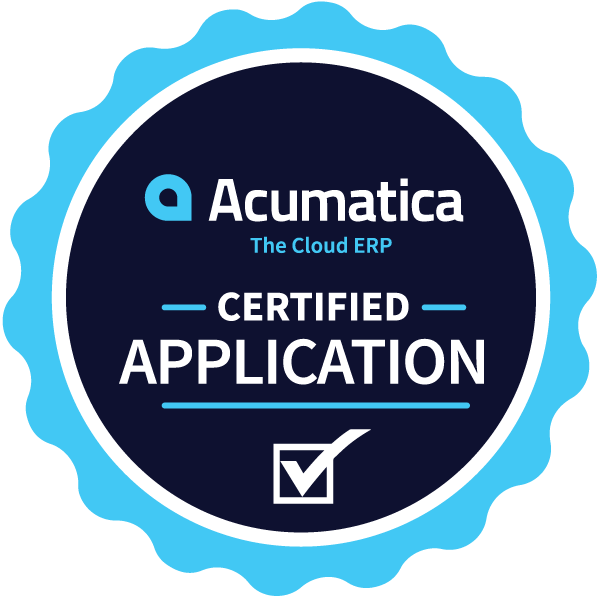 Acumatica
The Cloud ERP
CERTIFIED
APPLICATION